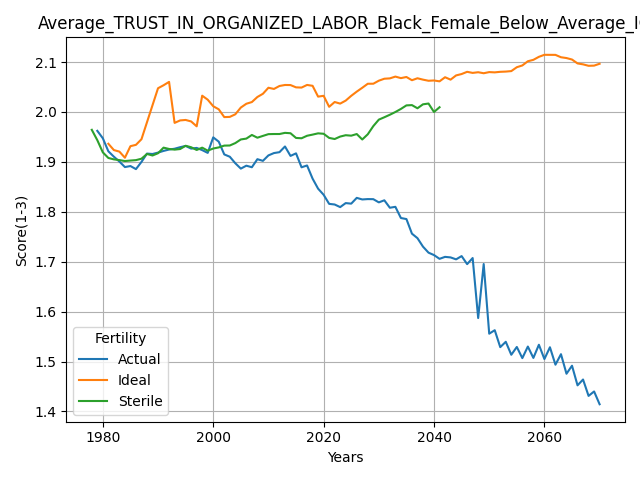 Average_TRUST_IN_ORGANIZED_LABOR_Black_Female_Below_Average_I
Score(1-3)
2.1
2.0
1.9
1.8
1.7
1.6
1.5
1.4
Fertility
Actual
Ideal
Sterile
1980
2000
2020
2040
2060
Years